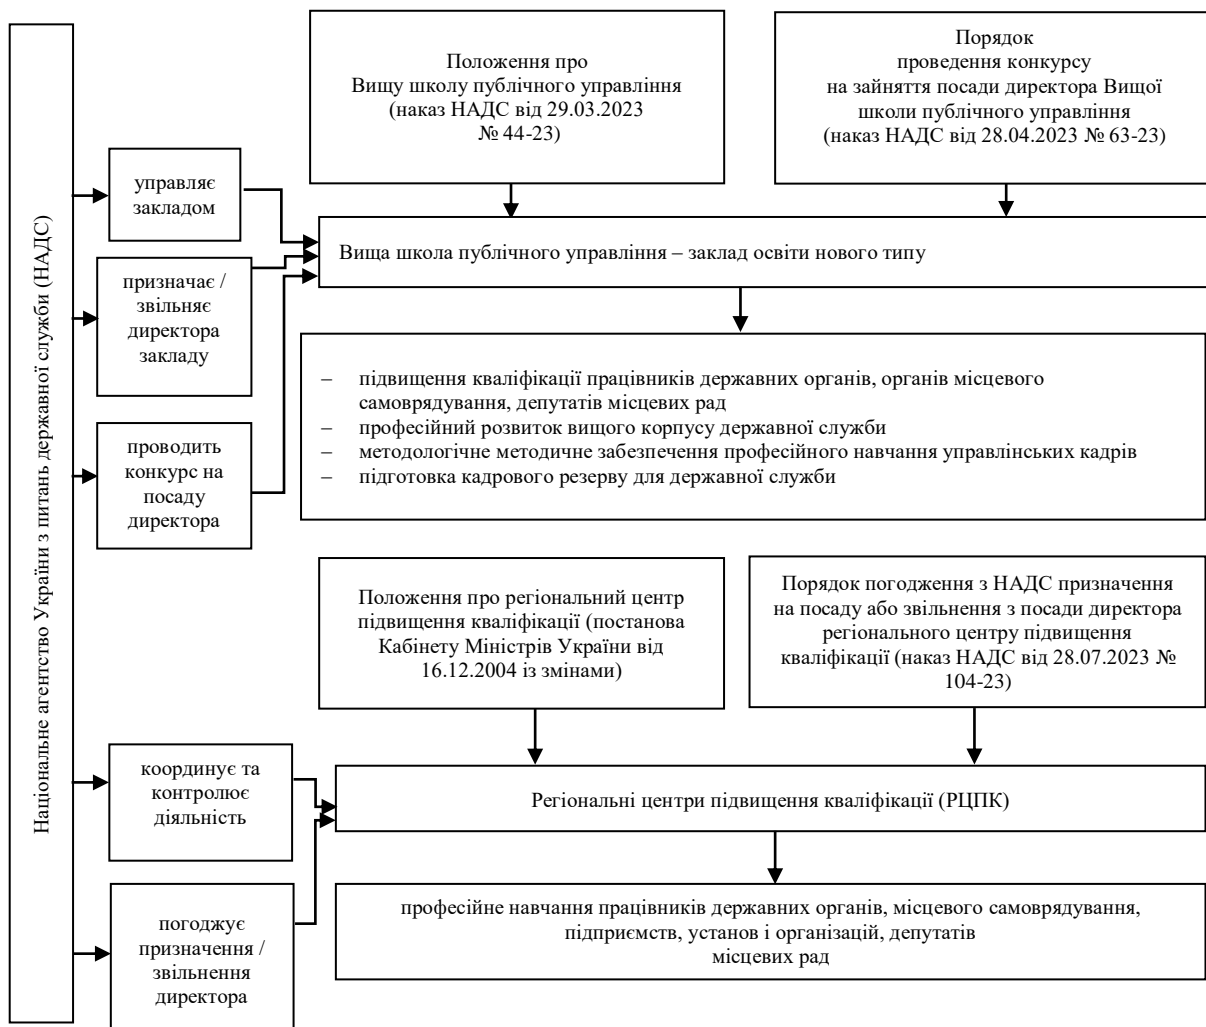 Національне агентство України з питань державної служби (НАДС)
Положення про
Вищу школу публічного управління
(наказ НАДС від 29.03.2023
№ 44-23)
Порядок
проведення конкурсу
на зайняття посади директора Вищої
школи публічного управління
(наказ НАДС від 28.04.2023 № 63-23)
управляє
закладом
Вища школа публічного управління – заклад освіти нового типу
призначає /
звільняє
директора
закладу
– підвищення кваліфікації працівників державних органів, органів місцевого
самоврядування, депутатів місцевих рад
– професійний розвиток вищого корпусу державної служби
– методологічне методичне забезпечення професійного навчання управлінських кадрів
– підготовка кадрового резерву для державної служби
проводить
конкурс на
посаду
директора
Положення про регіональний центр
підвищення кваліфікації (постанова
Кабінету Міністрів України від
16.12.2004 із змінами)
Порядок погодження з НАДС призначення
на посаду або звільнення з посади директора
регіонального центру підвищення
кваліфікації (наказ НАДС від 28.07.2023 №
104-23)
координує та
контролює
діяльність
Регіональні центри підвищення кваліфікації (РЦПК)
погоджує
призначення /
звільнення
директора
професійне навчання працівників державних органів, місцевого самоврядування,
підприємств, установ і організацій, депутатів
місцевих рад